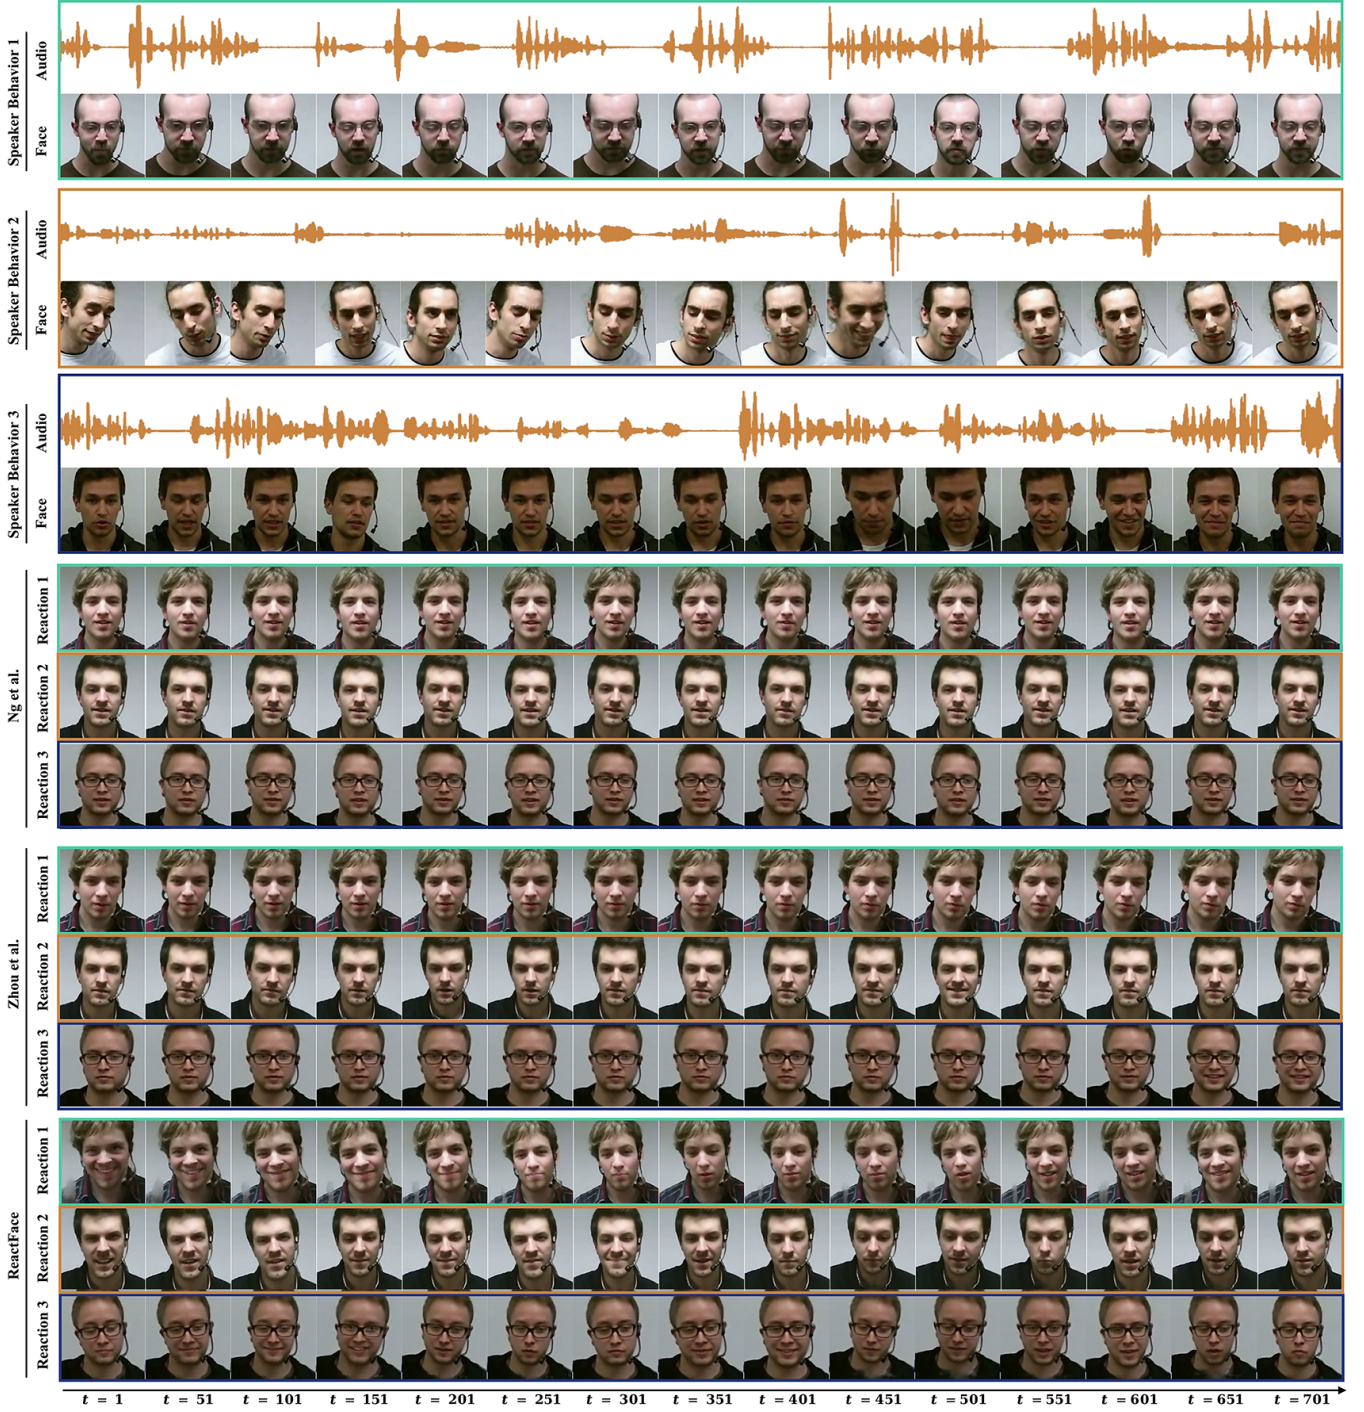 Speaker Behavior 1
Audio
Face
Speaker Behavior 2
Audio
Face
Speaker Behavior 3
Audio
Face
Ng et al.
Reaction 1
Reaction 2
Reaction 3
Zhou et al.
Reaction 1
Reaction 2
Reaction 3
ReactFace
Reaction 1
Reaction 2
Reaction 3
t = 1 t = 51 t = 101 t = 151 t = 201 t = 251 t = 301 t = 351 t = 401 t = 451 t = 501 t = 551 t = 601 t = 651 t = 701